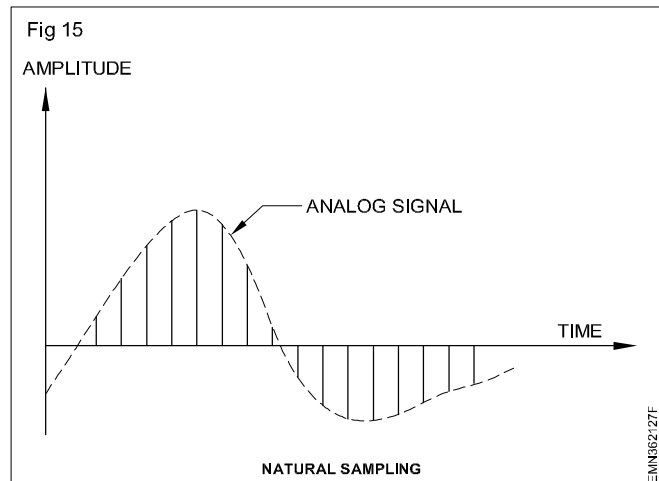 Fig 15
AMPLITUDE
ANALOG SIGNAL
TIME
NATURAL SAMPLING
EMN362127F